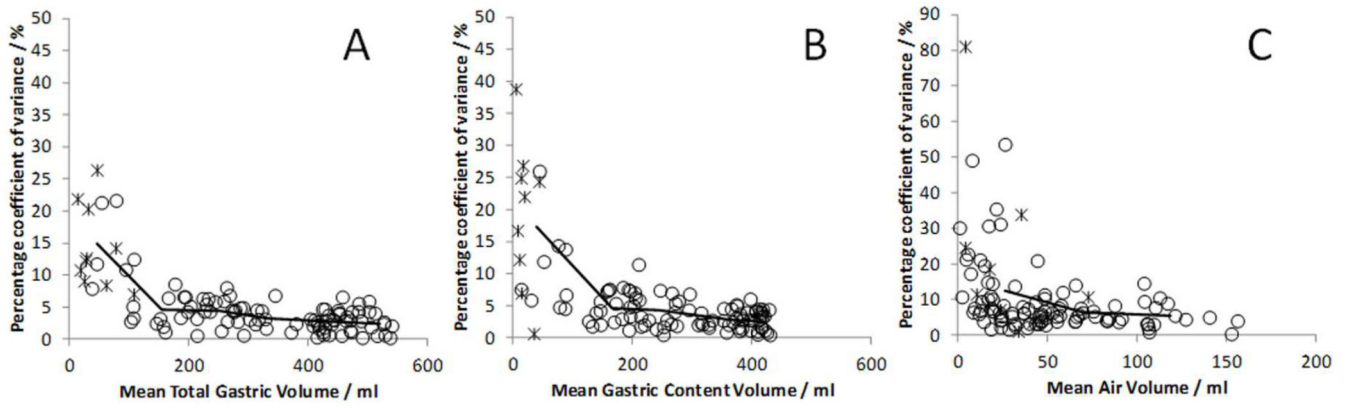 A
Percentage coefficient of variance / %
50
45
40
35
30
25
20
15
10
5
0
0 200 400 600
Mean Total Gastric Volume / ml
B
Percentage coefficient of variance / %
50
45
40
35
30
25
20
15
10
5
0
0 200 400 600
Mean Gastric Content Volume / ml
C
Percentage coefficient of variance / %
90
80
70
60
50
40
30
20
10
0
0 50 100 150 200
Mean Air Volume / ml